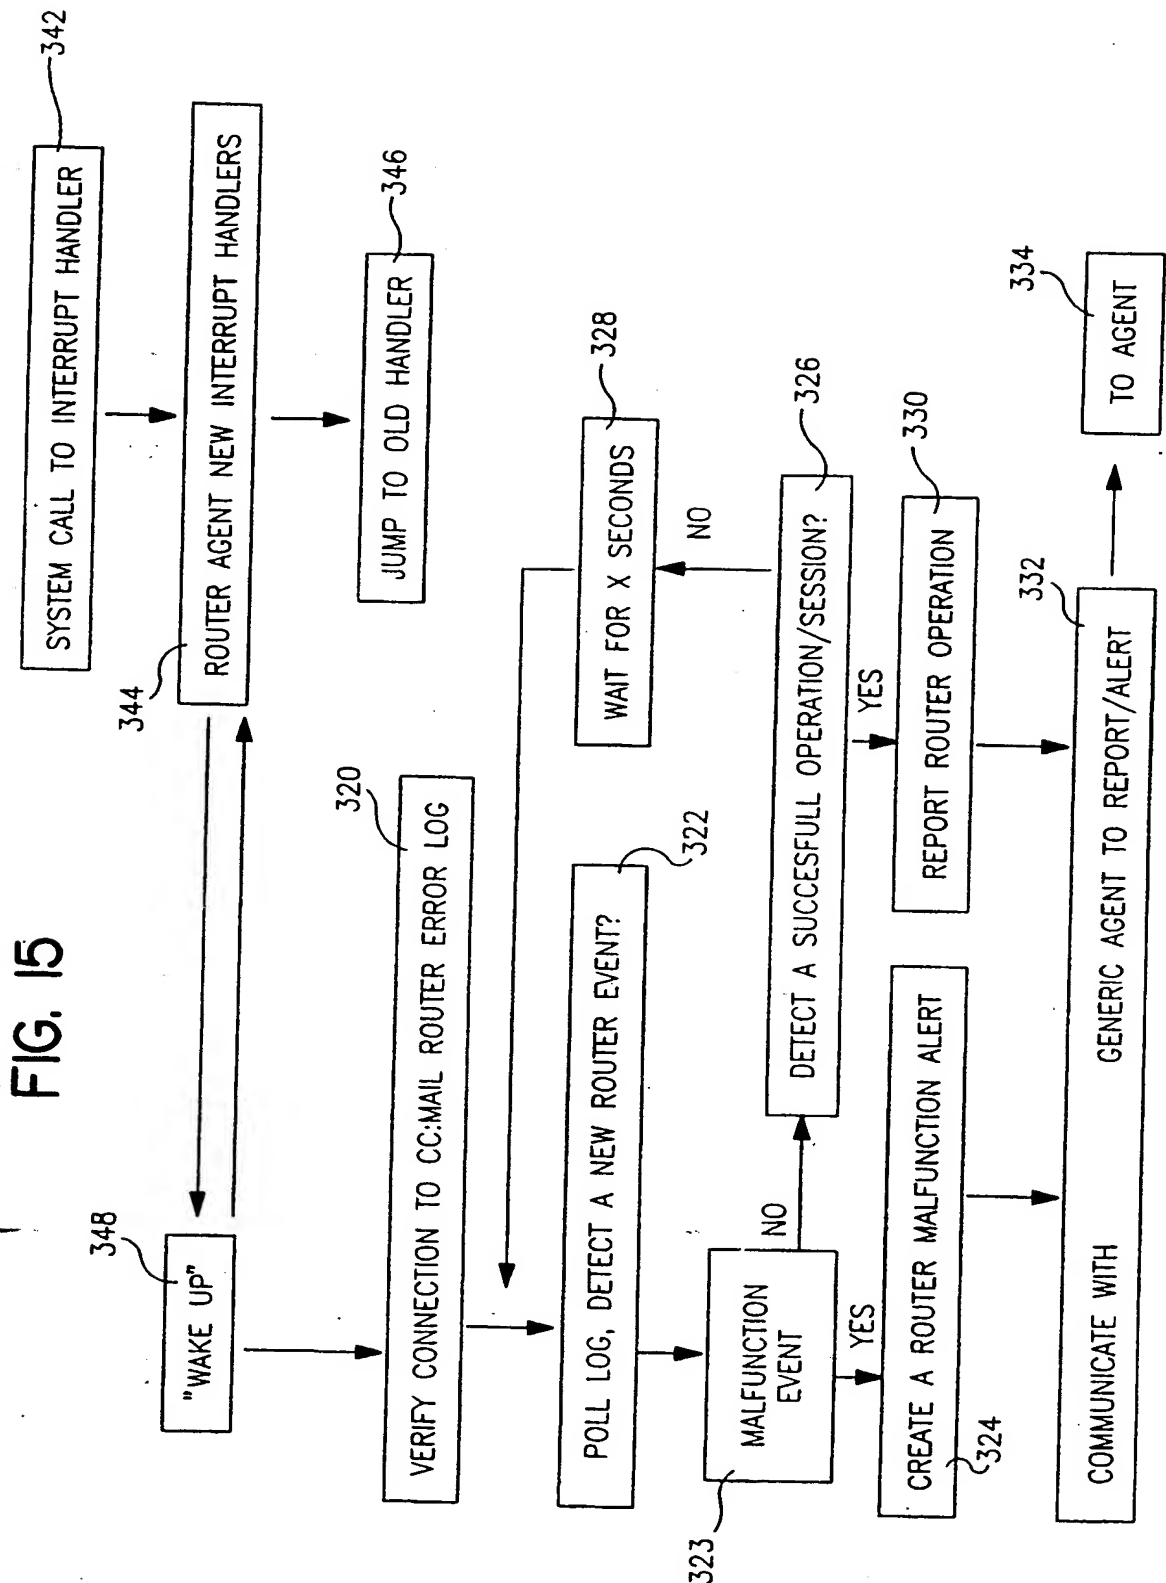 FIG. 15
342
SYSTEM CALL TO INTERRUPT HANDLER
344
ROUTER AGENT NEW INTERRUPT HANDLERS
348
"WAKE UP"
346
JUMP TO OLD HANDLER
320
VERIFY CONNECTION TO CC:MAIL ROUTER ERROR LOG
328
WAIT FOR X SECONDS
322
POLL LOG, DETECT A NEW ROUTER EVENT?
NO
323
MALFUNCTION
EVENT
NO
326
DETECT A SUCCESFULL OPERATION/SESSION?
YES
YES
324
CREATE A ROUTER MALFUNCTION ALERT
330
REPORT ROUTER OPERATION
332
COMMUNICATE WITH GENERIC AGENT TO REPORT/ALERT
334
TO AGENT